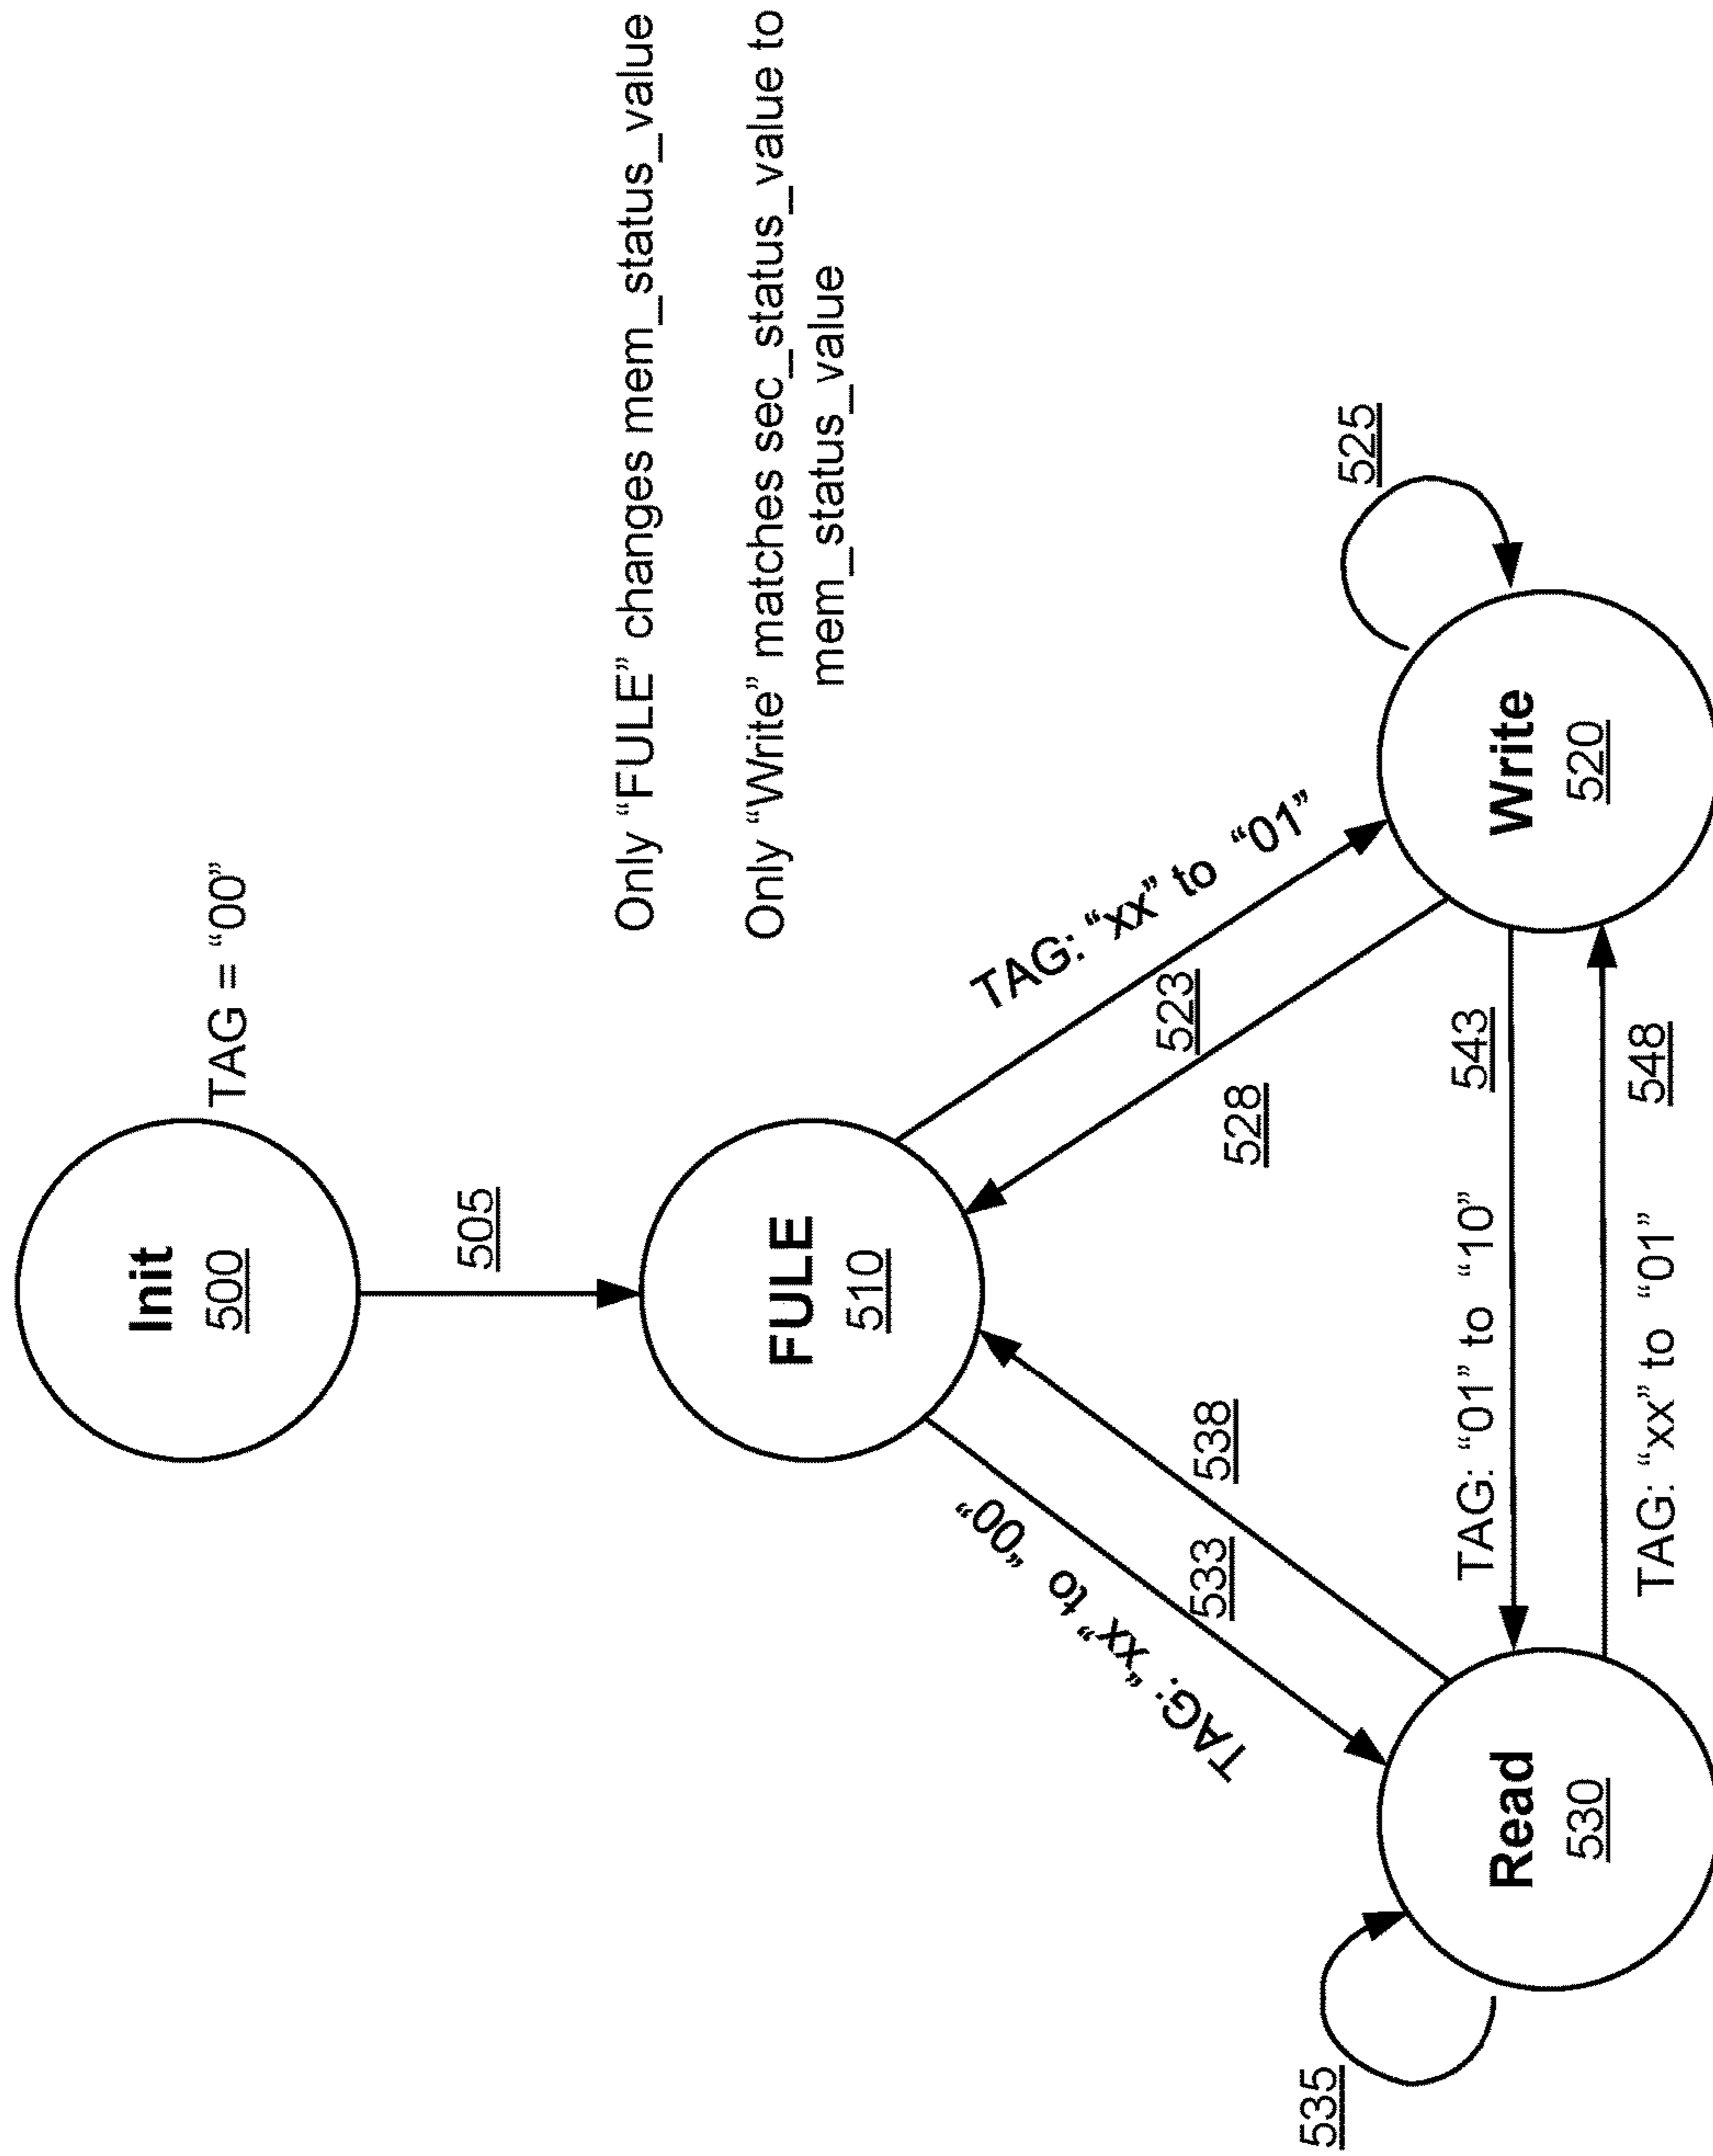 Init
500
TAG = “00”
505
Only “FULE” changes mem_status_value
Only “Write” matches sec_status_value to
mem_status_value
FULE
510
TAG: “xx” to “00”
533
538
TAG: “xx” to “01”
523
528
535
525
Read
530
TAG: “01” to “10”
543
TAG: “xx” to “01”
548
Write
520